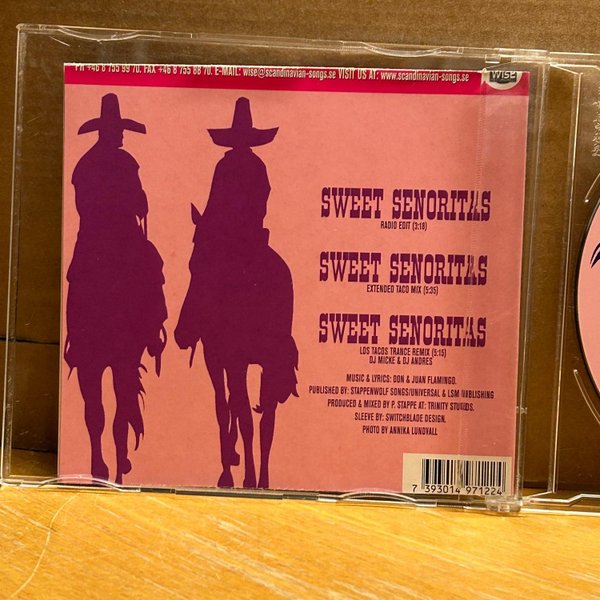 PH +46 8 755 99 70. FAX +46 8 755 88 70. E-MAIL: wise@scandinavian-songs.se VISIT US AT: www.scandinavian-songs.se
WISE
SWEET SENORITAS
RADIO EDIT (3:18)
SWEET SENORITAS
EXTENDED TACO MIX (5:35)
SWEET SENORITAS
LOS TACOS TRANCE REMIX (5:15)
DJ MICKE & DJ ANDRES
MUSIC & LYRICS: DON & JUAN FLAMINGO.
PUBLISHED BY: STAPPENWOLF SONGS/UNIVERSAL & LSM PUBLISHING
PRODUCED & MIXED BY P. STAPPE AT: TRINITY STUDIOS.
SLEEVE BY: SWITCHBLADE DESIGN.
PHOTO BY ANNIKA LUNDVALL
7 393014 971224